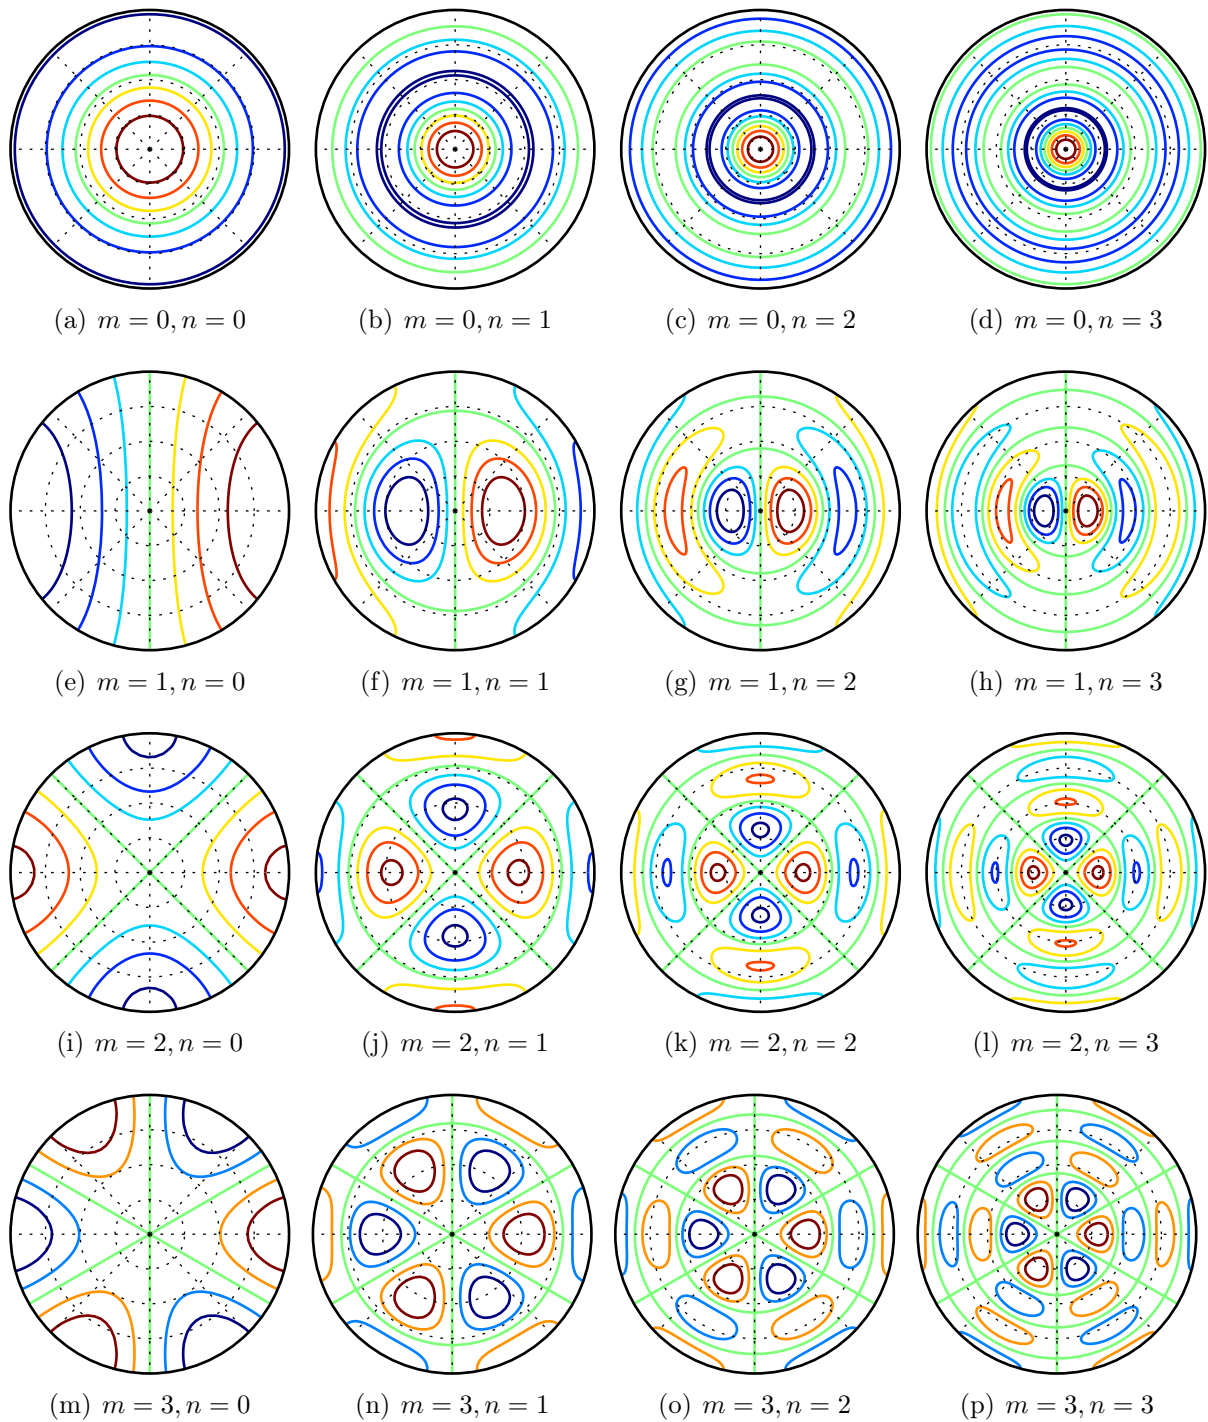 (a) m = 0, n = 0
(b) m = 0, n = 1
(c) m = 0, n = 2
(d) m = 0, n = 3
(e) m = 1, n = 0
(f) m = 1, n = 1
(g) m = 1, n = 2
(h) m = 1, n = 3
(i) m = 2, n = 0
(j) m = 2, n = 1
(k) m = 2, n = 2
(l) m = 2, n = 3
(m) m = 3, n = 0
(n) m = 3, n = 1
(o) m = 3, n = 2
(p) m = 3, n = 3